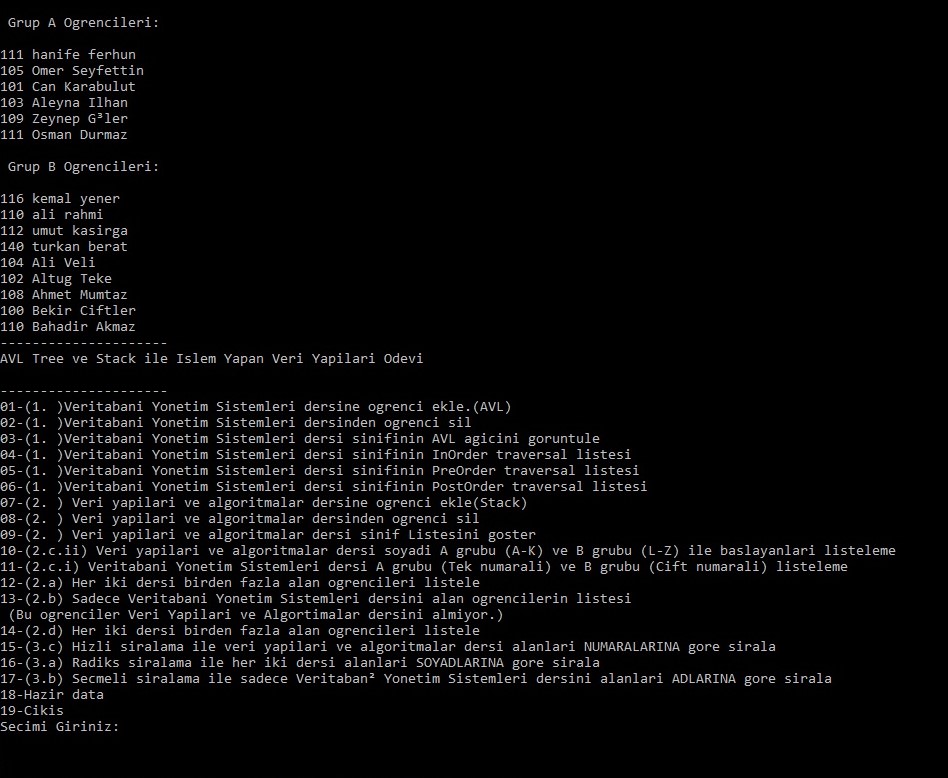 Grup A Ogrencileri:
111 hanife ferhun
105 Omer Seyfettin
101 Can Karabulut
103 Aleyna Ilhan
109 Zeynep G³ler
111 Osman Durmaz
Grup B Ogrencileri:
116 kemal yener
110 ali rahmi
112 umut kasirga
140 turkan berat
104 Ali Veli
102 Altug Teke
108 Ahmet Mumtaz
100 Bekir Ciftler
110 Bahadir Akmaz
---------------------
AVL Tree ve Stack ile Islem Yapan Veri Yapilari Odevi
---------------------
01-(1. )Veritabani Yonetim Sistemleri dersine ogrenci ekle.(AVL)
02-(1. )Veritabani Yonetim Sistemleri dersinden ogrenci sil
03-(1. )Veritabani Yonetim Sistemleri dersi sinifinin AVL agicini goruntule
04-(1. )Veritabani Yonetim Sistemleri dersi sinifinin InOrder traversal listesi
05-(1. )Veritabani Yonetim Sistemleri dersi sinifinin PreOrder traversal listesi
06-(1. )Veritabani Yonetim Sistemleri dersi sinifinin PostOrder traversal listesi
07-(2. ) Veri yapilari ve algoritmalar dersine ogrenci ekle(Stack)
08-(2. ) Veri yapilari ve algoritmalar dersinden ogrenci sil
09-(2. ) Veri yapilari ve algoritmalar dersi sinif Listesini goster
10-(2.c.ii) Veri yapilari ve algoritmalar dersi soyadi A grubu (A-K) ve B grubu (L-Z) ile baslayanlari listeleme
11-(2.c.i) Veritabani Yonetim Sistemleri dersi A grubu (Tek numarali) ve B grubu (Cift numarali) listeleme
12-(2.a) Her iki dersi birden fazla alan ogrencileri listele
13-(2.b) Sadece Veritabani Yonetim Sistemleri dersini alan ogrencilerin listesi
(Bu ogrenciler Veri Yapilari ve Algortimalar dersini almiyor.)
14-(2.d) Her iki dersi birden fazla alan ogrencileri listele
15-(3.c) Hizli siralama ile veri yapilari ve algoritmalar dersi alanlari NUMARALARINA gore sirala
16-(3.a) Radiks siralama ile her iki dersi alanlari SOYADLARINA gore sirala
17-(3.b) Secmeli siralama ile sadece Veritaban² Yonetim Sistemleri dersini alanlari ADLARINA gore sirala
18-Hazir data
19-Cikis
Secimi Giriniz: